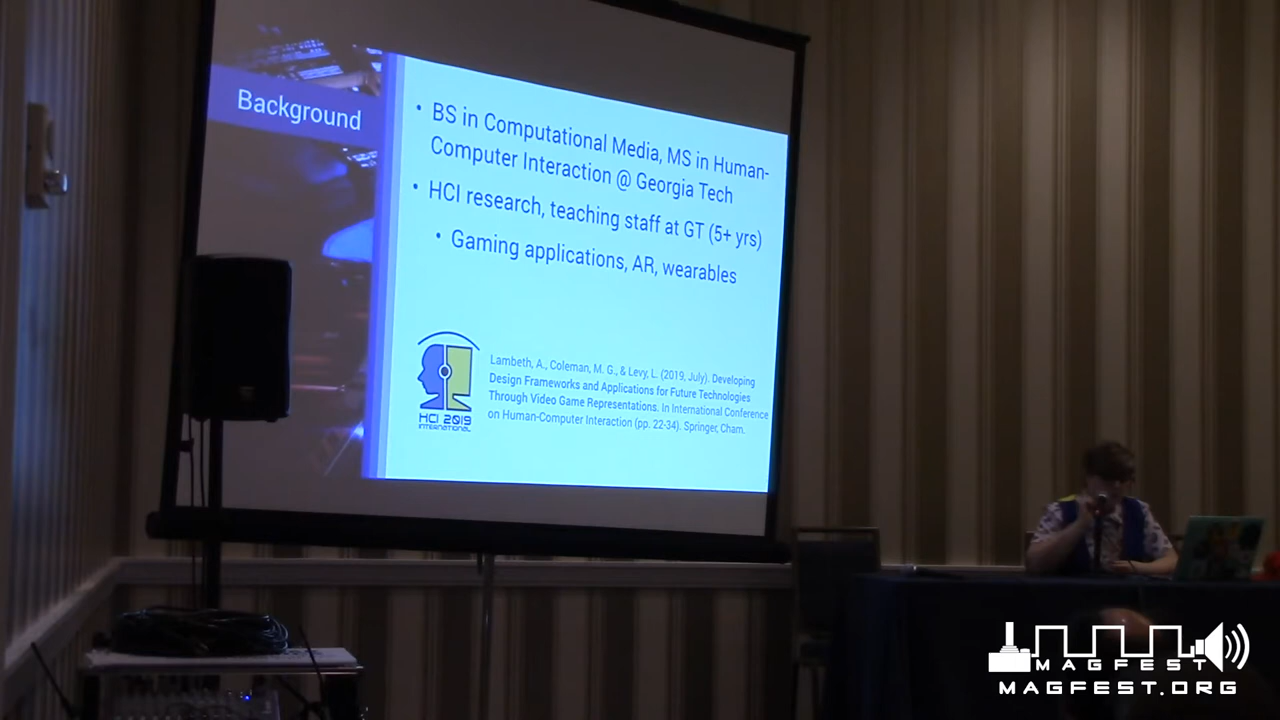 Background
• BS in Computational Media, MS in Human-
Computer Interaction @ Georgia Tech
• HCI research, teaching staff at GT (5+ yrs)
• Gaming applications, AR, wearables
HCI 2019
INTERNATIONAL
Lambeth, A., Coleman, M. G., & Levy, L. (2019, July). Developing
Design Frameworks and Applications for Future Technologies
Through Video Game Representations. In International Conference
on Human-Computer Interaction (pp. 22-34). Springer, Cham.
MAGFEST
MAGFEST.ORG